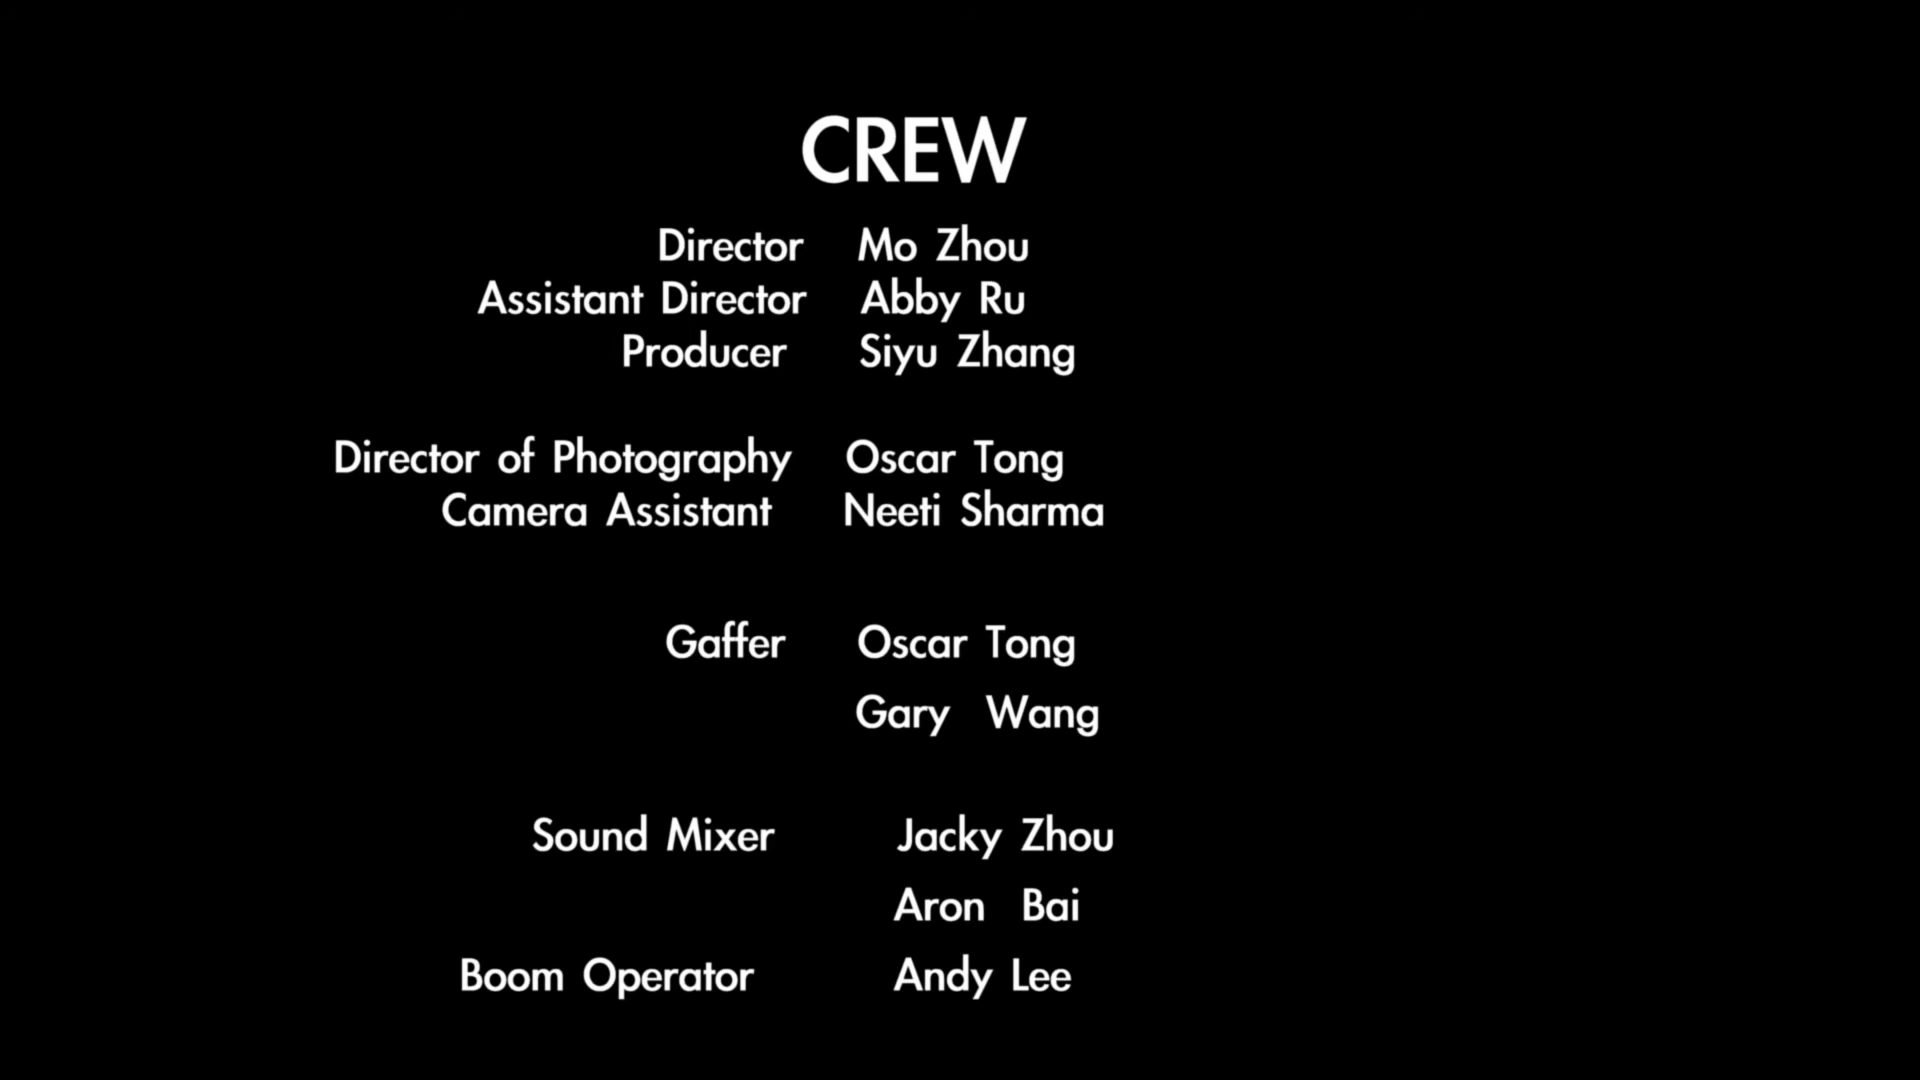 CREW
Director Mo Zhou
Assistant Director Abby Ru
Producer Siyu Zhang
Director of Photography Oscar Tong
Camera Assistant Neeti Sharma
Gaffer Oscar Tong
Gary Wang
Sound Mixer Jacky Zhou
Aron Bai
Boom Operator Andy Lee